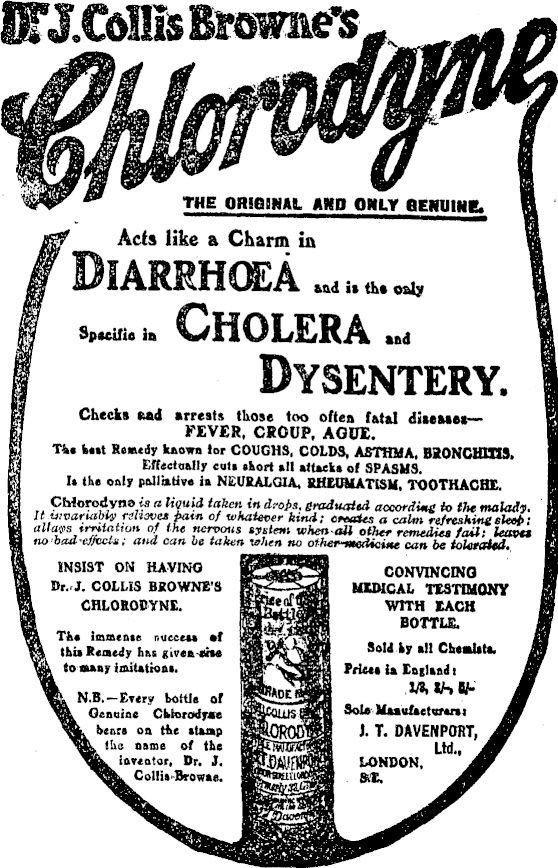 Dr. J. Collis Browne's
Chlorodyne
THE ORIGINAL AND ONLY GENUINE.
Acts like a Charm in
DIARRHŒA and is the only
Specific in CHOLERA and
DYSENTERY.
Checks and arrests those too often fatal diseases—
FEVER, CROUP, AGUE.
The best Remedy known for COUGHS, COLDS, ASTHMA, BRONCHITIS.
Effectually cuts short all attacks of SPASMS.
Is the only palliative in NEURALGIA, RHEUMATISM, TOOTHACHE.
Chlorodyne is a liquid taken in drops, graduated according to the malady.
It invariably relieves pain of whatever kind; creates a calm refreshing sleep;
allays irritation of the nervous system when all other remedies fail; leaves
no bad effects; and can be taken when no other medicine can be tolerated.
INSIST ON HAVING
Dr. J. COLLIS BROWNE'S
CHLORODYNE.
The immense success of
this Remedy has given rise
to many imitations.
N.B.—Every bottle of
Genuine Chlorodyne
bears on the stamp
the name of the
inventor, Dr. J.
Collis Browne.
Bottle
TRADE
COLLIS
LORODY
T.DAVENPORT
Davenport
CONVINCING
MEDICAL TESTIMONY
WITH EACH
BOTTLE.
Sold by all Chemists.
Prices in England:
1/3, 3/-, 5/-
Sole Manufacturers:
J. T. DAVENPORT,
Ltd.,
LONDON,
S.E.